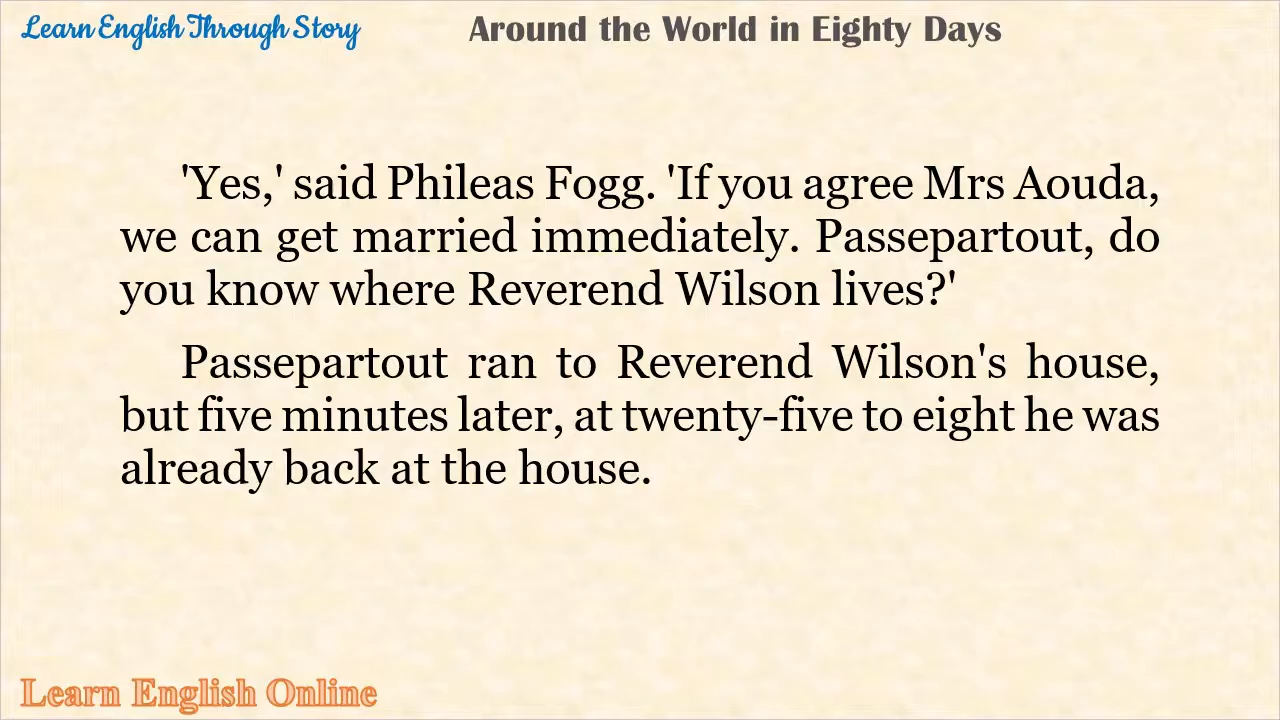 Learn English Through Story
Around the World in Eighty Days
'Yes,' said Phileas Fogg. 'If you agree Mrs Aouda,
we can get married immediately. Passepartout, do
you know where Reverend Wilson lives?'
Passepartout ran to Reverend Wilson's house,
but five minutes later, at twenty-five to eight he was
already back at the house.
Learn English Online